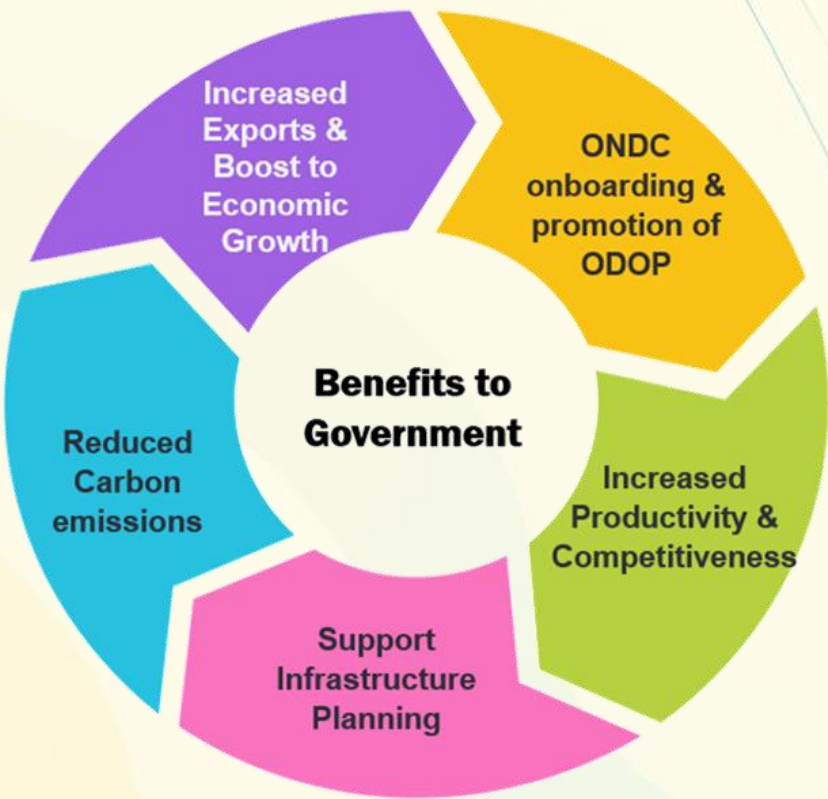 Benefits to
Government
Increased
Exports &
Boost to
Economic
Growth
ONDC
onboarding &
promotion of
ODOP
Increased
Productivity &
Competitiveness
Support
Infrastructure
Planning
Reduced
Carbon
emissions